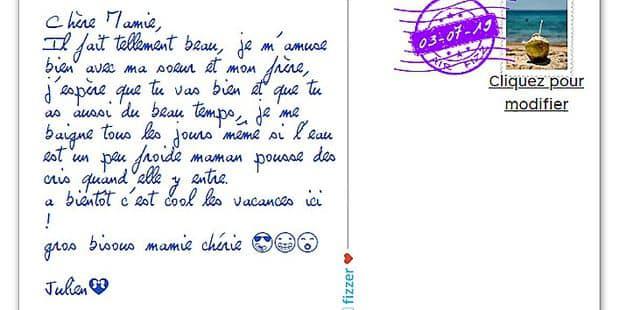 Chère Mamie,
Il fait tellement beau, je m'amuse
bien avec ma soeur et mon frère,
j'espère que tu vas bien et que tu
as aussi du beau temps, je me
baigne tous les jours même si l'eau
est un peu froide maman pousse des
cris quand elle y entre.
a bientôt c'est cool les vacances ici
!
gros bisous mamie chérie 😎😁😗
Julien💙
fizzer
03-07-19
Cliquez pour
modifier